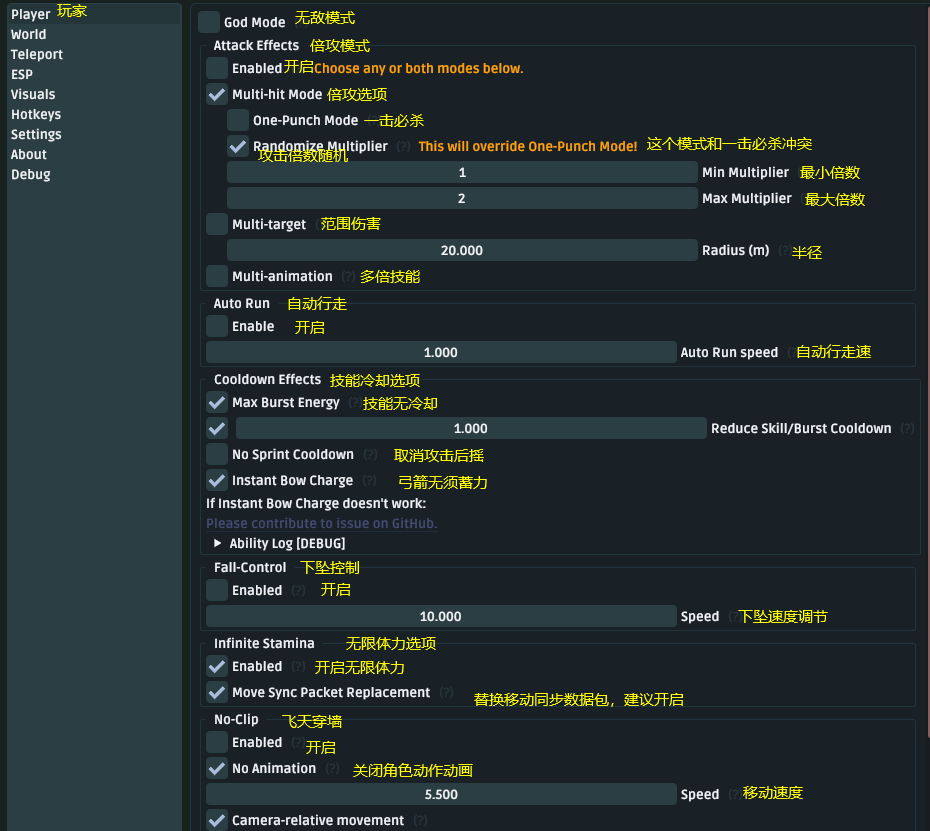 Player 玩家
World
Teleport
ESP
Visuals
Hotkeys
Settings
About
Debug
God Mode 无敌模式
Attack Effects 倍攻模式
Enabled 开启 Choose any or both modes below.
Multi-hit Mode 倍攻选项
One-Punch Mode (?) 一击必杀
Randomize Multiplier (?) This will override One-Punch Mode! 这个模式和一击必杀冲突
攻击倍数随机
1 Min Multiplier 最小倍数
2 Max Multiplier 最大倍数
Multi-target 范围伤害
20.000 Radius (m) (?) 半径
Multi-animation (?) 多倍技能
Auto Run 自动行走
Enable 开启
1.000 Auto Run speed (?) 自动行走速
Cooldown Effects 技能冷却选项
Max Burst Energy (?) 技能无冷却
1.000 Reduce Skill/Burst Cooldown (?)
No Sprint Cooldown (?) 取消攻击后摇
Instant Bow Charge (?) 弓箭无须蓄力
If Instant Bow Charge doesn't work:
Please contribute to issue on GitHub.
Ability Log [DEBUG]
Fall-Control 下坠控制
Enabled (?) 开启
10.000 Speed (?) 下坠速度调节
Infinite Stamina 无限体力选项
Enabled (?) 开启无限体力
Move Sync Packet Replacement (?) 替换移动同步数据包，建议开启
No-Clip 飞天穿墙
Enabled (?) 开启
No Animation (?) 关闭角色动作动画
5.500 Speed (?) 移动速度
Camera-relative movement (?)